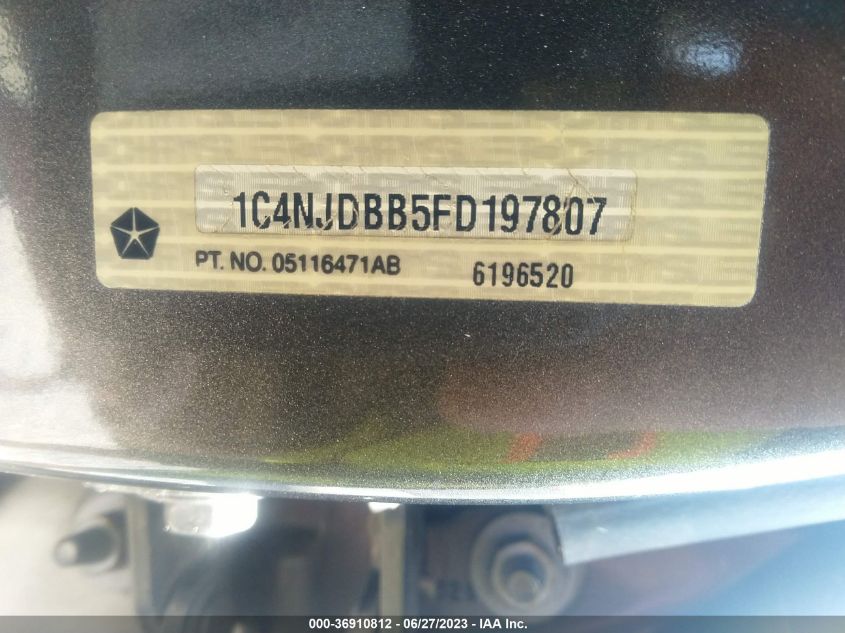 1C4NJDBB5FD197807
PT. NO. 05116471AB 6196520
000-36910812 - 06/27/2023 - IAA Inc.